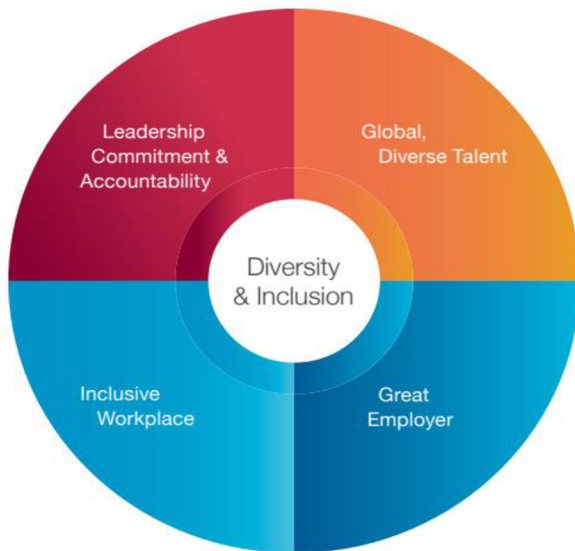 Leadership
Commitment &
Accountability
Global,
Diverse Talent
Diversity
& Inclusion
Inclusive
Workplace
Great
Employer